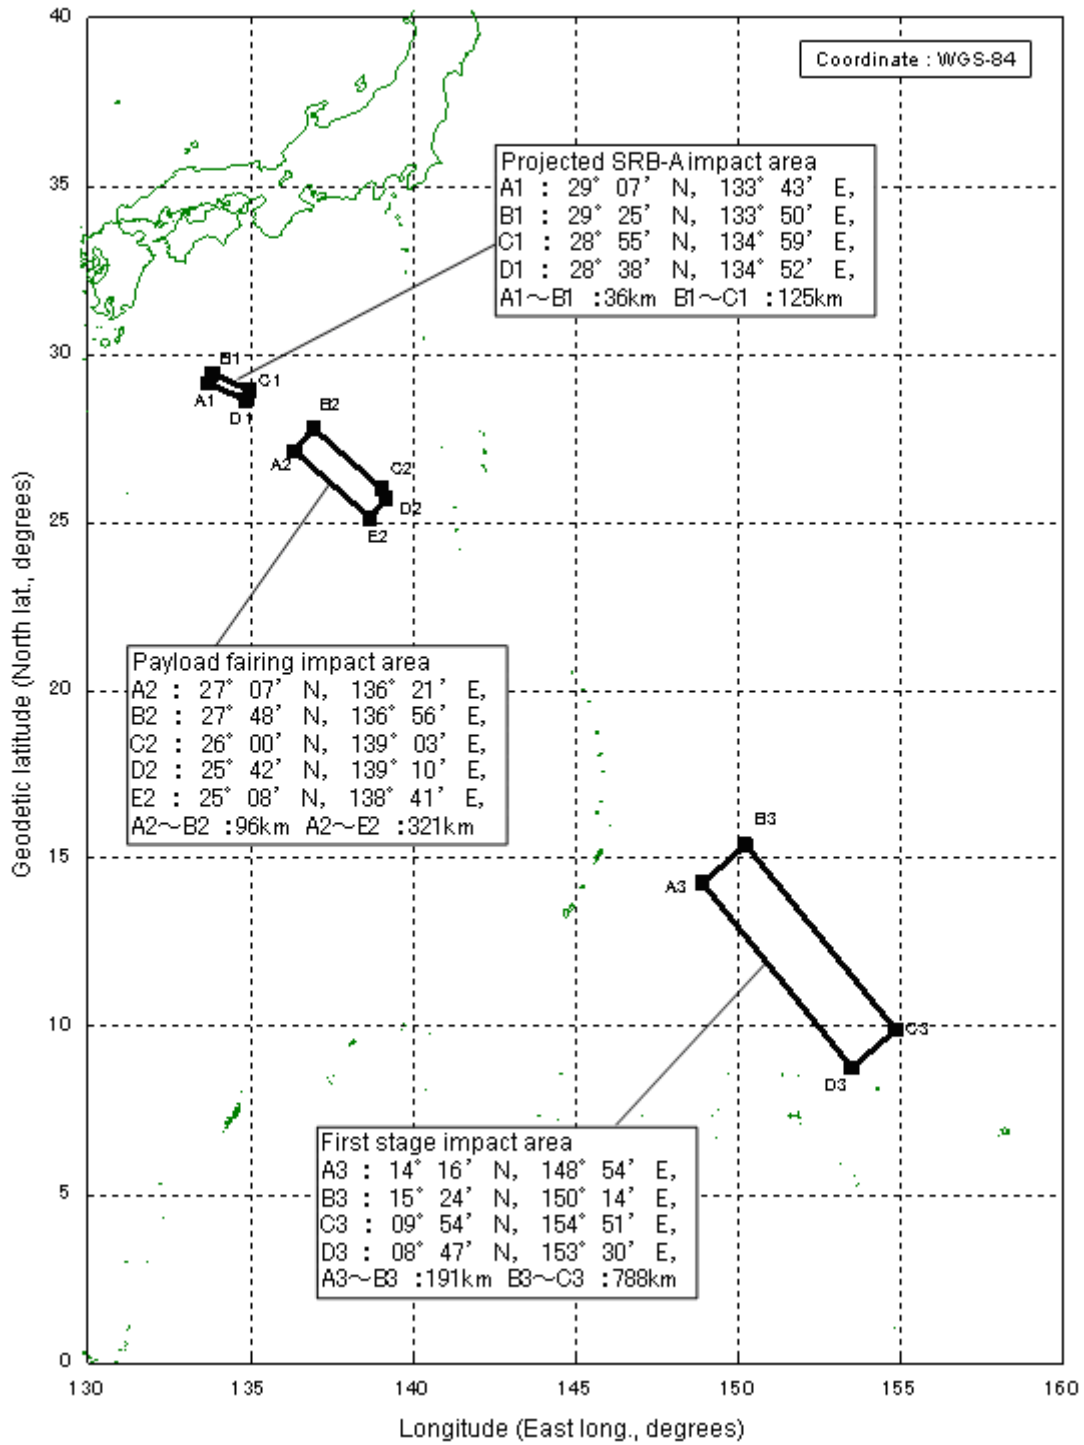 40
Coordinate : WGS-84
Projected SRB-A impact area
A1 : 29° 07' N, 133° 43' E,
B1 : 29° 25' N, 133° 50' E,
C1 : 28° 55' N, 134° 59' E,
D1 : 28° 38' N, 134° 52' E,
A1～B1 :36km B1～C1 :125km
35
30
B1
A1
C1
D1
B2
A2
C2
D2
E2
25
Geodetic latitude (North lat., degrees)
Payload fairing impact area
A2 : 27° 07' N, 136° 21' E,
B2 : 27° 48' N, 136° 56' E,
C2 : 26° 00' N, 139° 03' E,
D2 : 25° 42' N, 139° 10' E,
E2 : 25° 08' N, 138° 41' E,
A2～B2 :96km A2～E2 :321km
20
15
B3
A3
C3
D3
10
First stage impact area
A3 : 14° 16' N, 148° 54' E,
B3 : 15° 24' N, 150° 14' E,
C3 : 09° 54' N, 154° 51' E,
D3 : 08° 47' N, 153° 30' E,
A3～B3 :191km B3～C3 :788km
5
0
130 135 140 145 150 155 160
Longitude (East long., degrees)